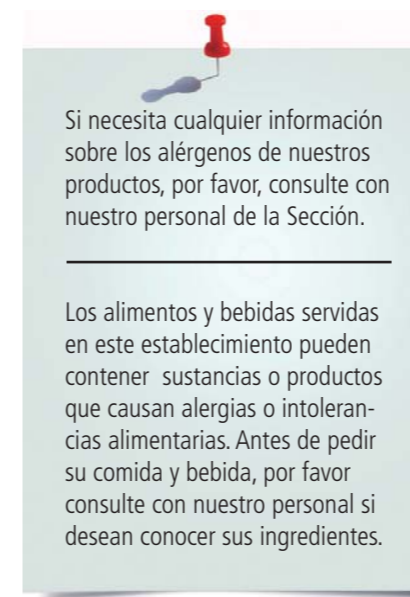 Si necesita cualquier información
sobre los alérgenos de nuestros
productos, por favor, consulte con
nuestro personal de la Sección.
Los alimentos y bebidas servidas
en este establecimiento pueden
contener  sustancias o productos
que causan alergias o intoleran-
cias alimentarias. Antes de pedir
su comida y bebida, por favor
consulte con nuestro personal si
desean conocer sus ingredientes.